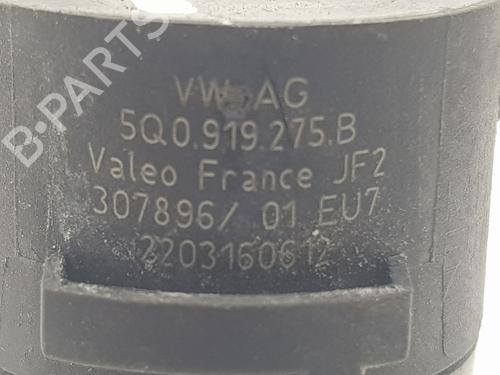 VW AG
5Q0.919.275.B
Valeo France JF2
307896/ 01 EU7
2203160612
B-PARTS